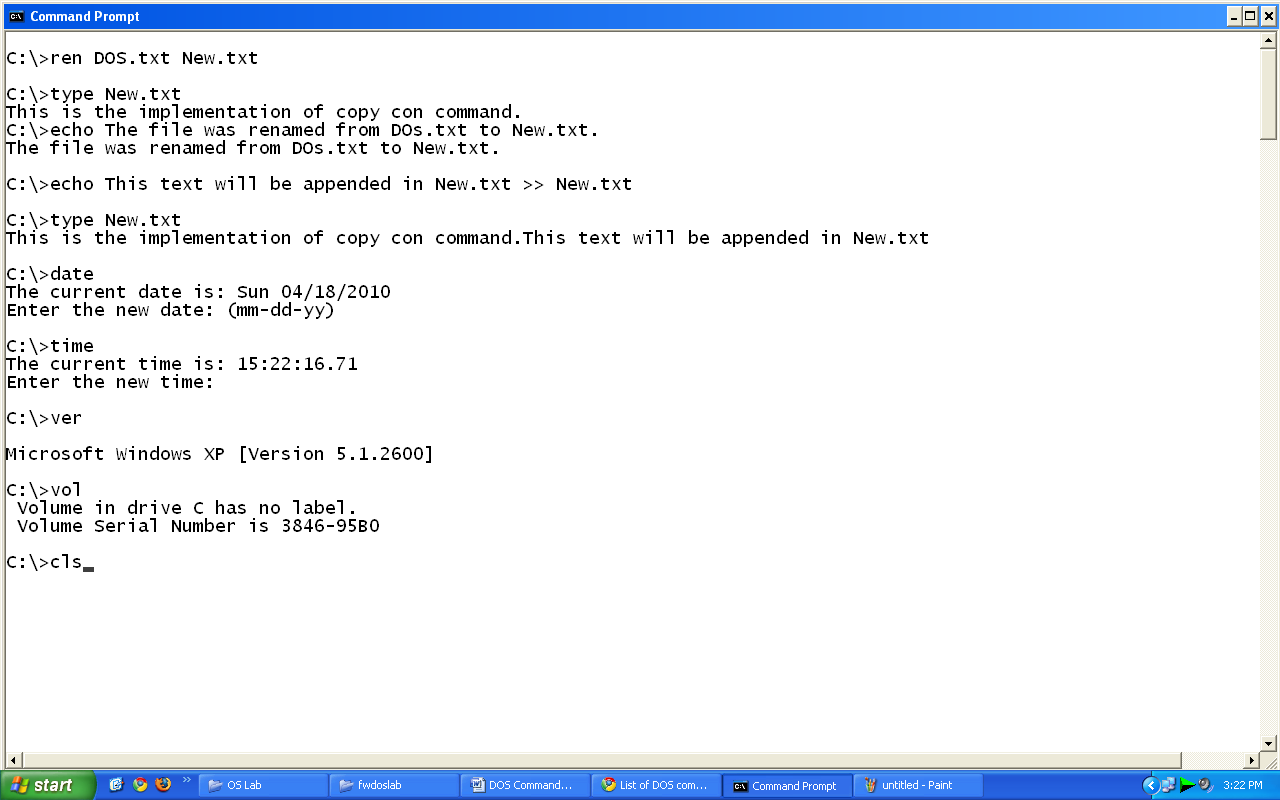 Command Prompt
C:\>ren DOS.txt New.txt
C:\>type New.txt
This is the implementation of copy con command.
C:\>echo The file was renamed from DOs.txt to New.txt.
The file was renamed from DOs.txt to New.txt.
C:\>echo This text will be appended in New.txt >> New.txt
C:\>type New.txt
This is the implementation of copy con command.This text will be appended in New.txt
C:\>date
The current date is: Sun 04/18/2010
Enter the new date: (mm-dd-yy)
C:\>time
The current time is: 15:22:16.71
Enter the new time:
C:\>ver
Microsoft Windows XP [Version 5.1.2600]
C:\>vol
 Volume in drive C has no label.
 Volume Serial Number is 3846-95B0
C:\>cls_
start OS Lab fwdoslab DOS Command... List of DOS com... Command Prompt untitled - Paint 3:22 PM